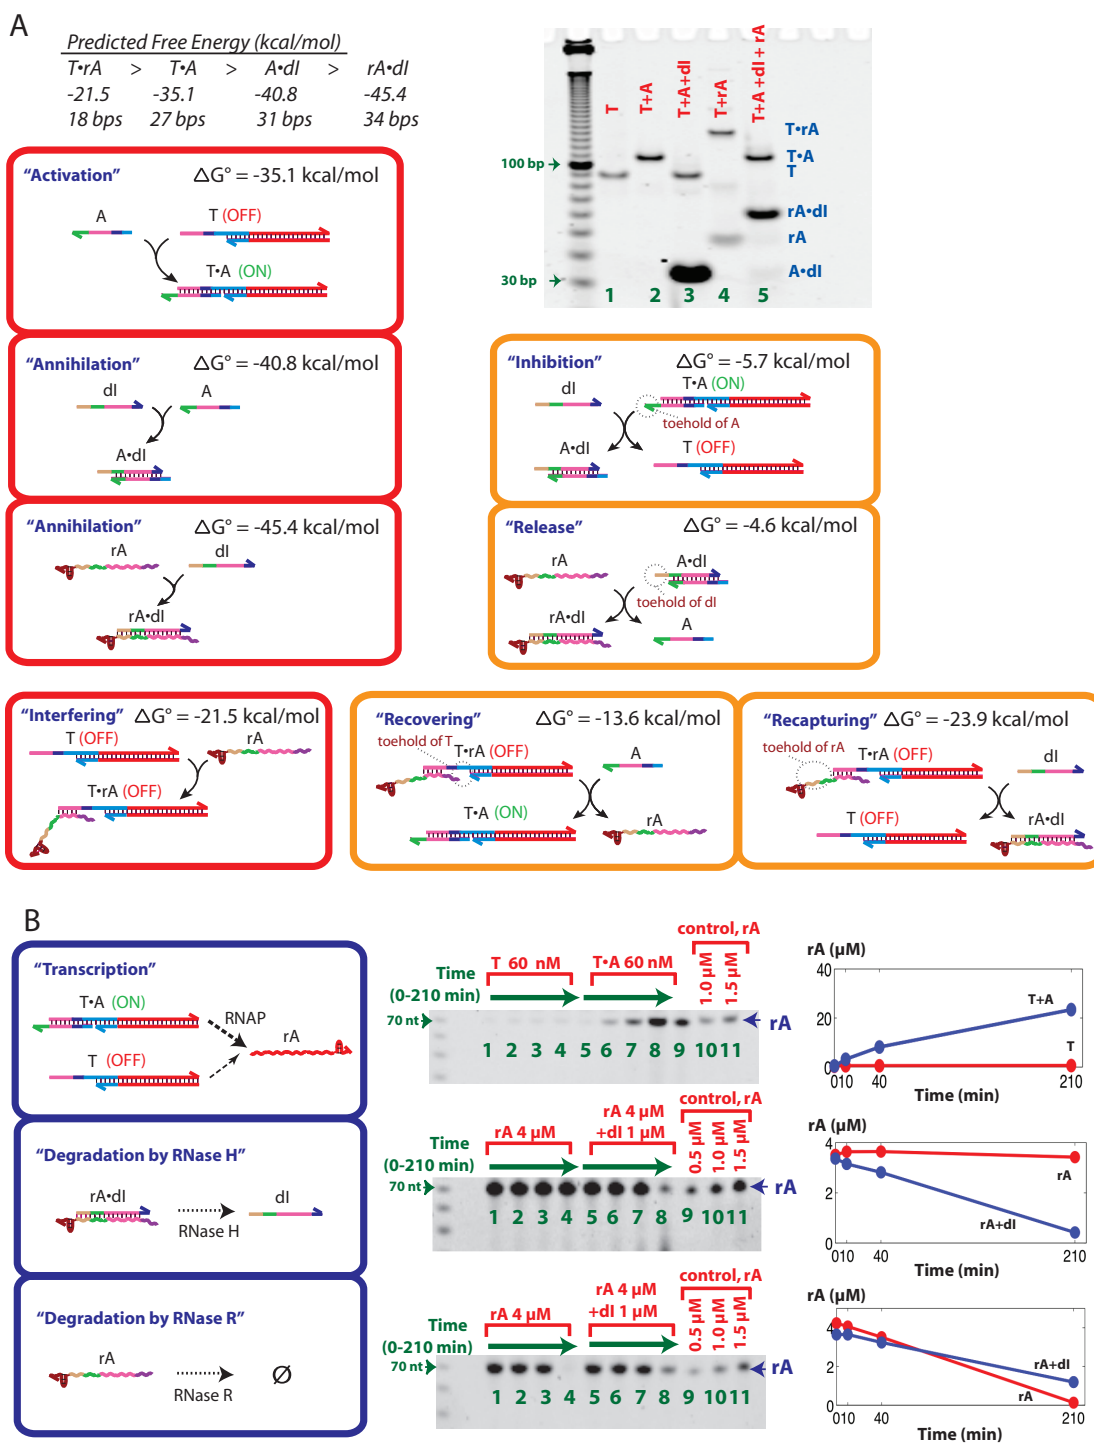 A
Predicted Free Energy (kcal/mol)
T•rA > T•A > A•dI > rA•dI
-21.5 -35.1 -40.8 -45.4
18 bps 27 bps 31 bps 34 bps
T
T+A
T+A+dI
T+rA
T+A +dI + rA
100 bp
30 bp
T•rA
T•A
T
rA•dI
rA
A•dI
1 2 3 4 5
"Activation" △G° = -35.1 kcal/mol
A T (OFF)
T•A (ON)
"Annihilation" △G° = -40.8 kcal/mol
dI A
A•dI
"Inhibition" △G° = -5.7 kcal/mol
dI T•A (ON)
toehold of A
A•dI T (OFF)
"Annihilation" △G° = -45.4 kcal/mol
rA dI
rA•dI
"Release" △G° = -4.6 kcal/mol
rA A•dI
toehold of dI
rA•dI A
"Interfering" △G° = -21.5 kcal/mol
T (OFF) rA
T•rA (OFF)
"Recovering" △G° = -13.6 kcal/mol
toehold of T
T•rA (OFF) A
T•A (ON) rA
"Recapturing" △G° = -23.9 kcal/mol
toehold of rA
T•rA (OFF) dI
T (OFF) rA•dI
B
"Transcription"
T•A (ON)
RNAP
rA
T (OFF)
Time
(0-210 min)
T 60 nM
T•A 60 nM
control, rA
1.0 µM
1.5 µM
70 nt
rA
1 2 3 4 5 6 7 8 9 10 11
rA (µM)
40
20
0
T+A
T
010 40 210
Time (min)
"Degradation by RNase H"
rA•dI dI
RNase H
Time
(0-210 min)
rA 4 µM
rA 4 µM
+dI 1 µM
control, rA
0.5 µM
1.0 µM
1.5 µM
70 nt
rA
1 2 3 4 5 6 7 8 9 10 11
rA (µM)
4
2
0
rA
rA+dI
010 40 210
Time (min)
"Degradation by RNase R"
rA ∅
RNase R
Time
(0-210 min)
rA 4 µM
rA 4 µM
+dI 1 µM
control, rA
0.5 µM
1.0 µM
1.5 µM
70 nt
rA
1 2 3 4 5 6 7 8 9 10 11
rA (µM)
4
2
0
rA+dI
rA
010 40 210
Time (min)